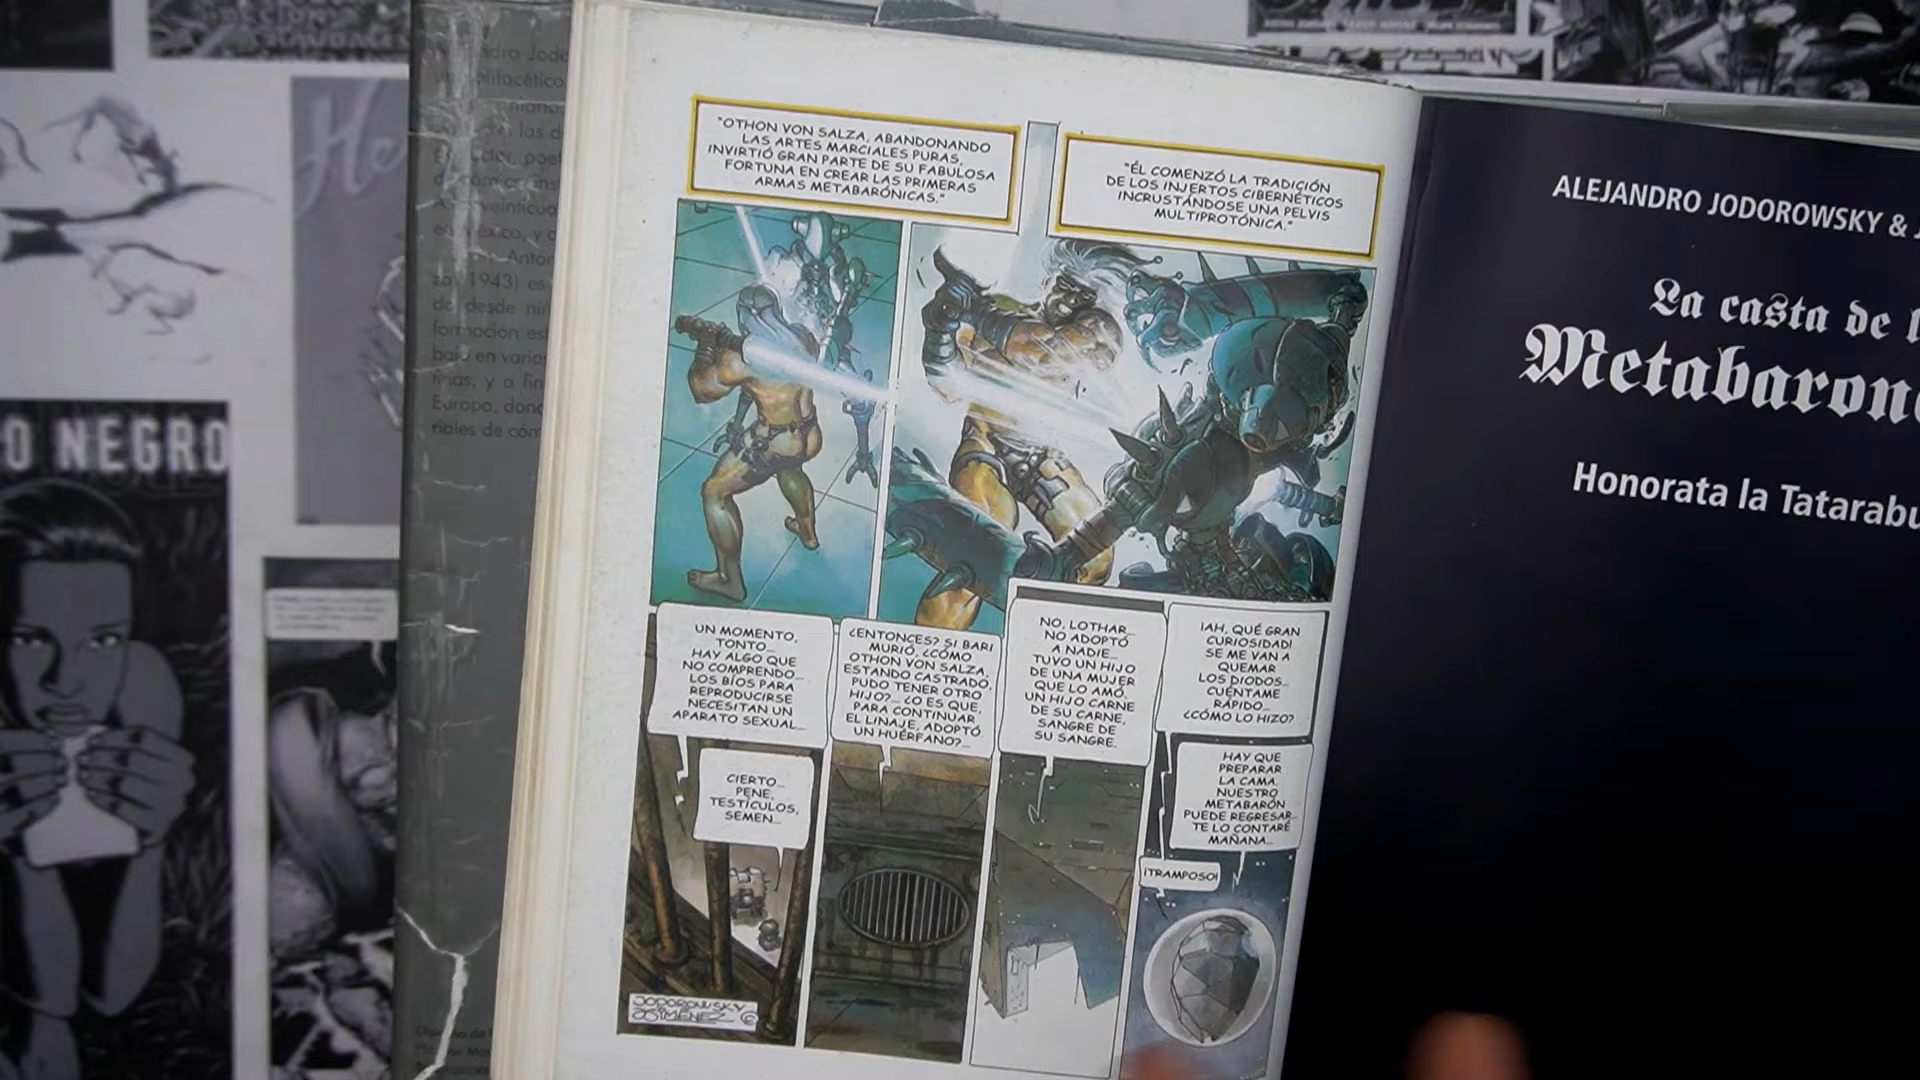 O NEGRO
He
Europa, dond
"OTHON VON SALZA, ABANDONANDO
LAS ARTES MARCIALES PURAS,
INVIRTIÓ GRAN PARTE DE SU FABULOSA
FORTUNA EN CREAR LAS PRIMERAS
ARMAS METABARÓNICAS."
"ÉL COMENZÓ LA TRADICIÓN
DE LOS INJERTOS CIBERNÉTICOS
INCRUSTÁNDOSE UNA PELVIS
MULTIPROTÓNICA."
UN MOMENTO,
TONTO...
HAY ALGO QUE
NO COMPRENDO...
LOS BÍOS PARA
REPRODUCIRSE
NECESITAN UN
APARATO SEXUAL...
CIERTO...
PENE,
TESTÍCULOS,
SEMEN...
¿ENTONCES? SI BARI
MURIÓ, ¿CÓMO
OTHON VON SALZA,
ESTANDO CASTRADO,
PUDO TENER OTRO
HIJO?... ¿O ES QUE,
PARA CONTINUAR
EL LINAJE, ADOPTÓ
UN HUÉRFANO?...
NO, LOTHAR...
NO ADOPTÓ
A NADIE...
TUVO UN HIJO
DE UNA MUJER
QUE LO AMÓ.
UN HIJO CARNE
DE SU CARNE,
SANGRE DE
SU SANGRE.
¡AH, QUÉ GRAN
CURIOSIDAD!
SE ME VAN A
QUEMAR
LOS DIODOS...
CUÉNTAME
RÁPIDO...
¿CÓMO LO HIZO?
HAY QUE
PREPARAR
LA CAMA.
NUESTRO
METABARÓN
PUEDE REGRESAR...
TE LO CONTARÉ
MAÑANA...
¡TRAMPOSO!
JODOROWSKY
GIMÉNEZ ©
ALEJANDRO JODOROWSKY & J
La casta de l
Metabarone
Honorata la Tatarabu